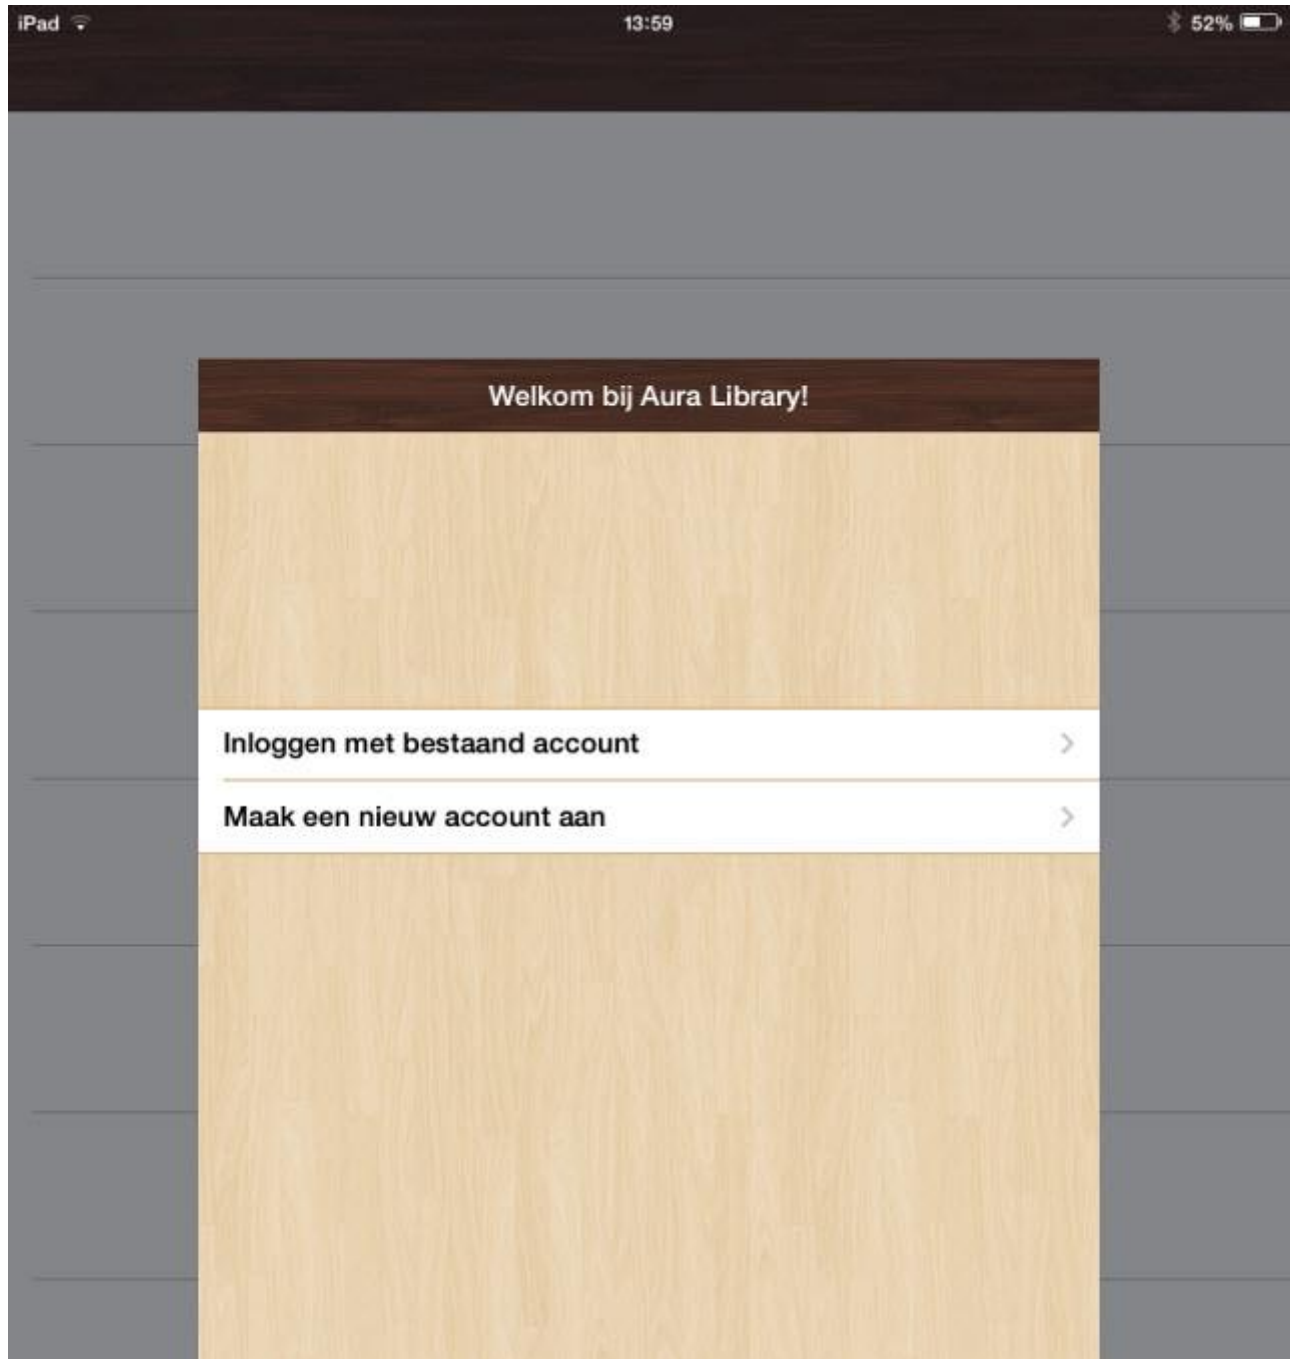 iPad 13:59 52%
Welkom bij Aura Library!
Inloggen met bestaand account
Maak een nieuw account aan